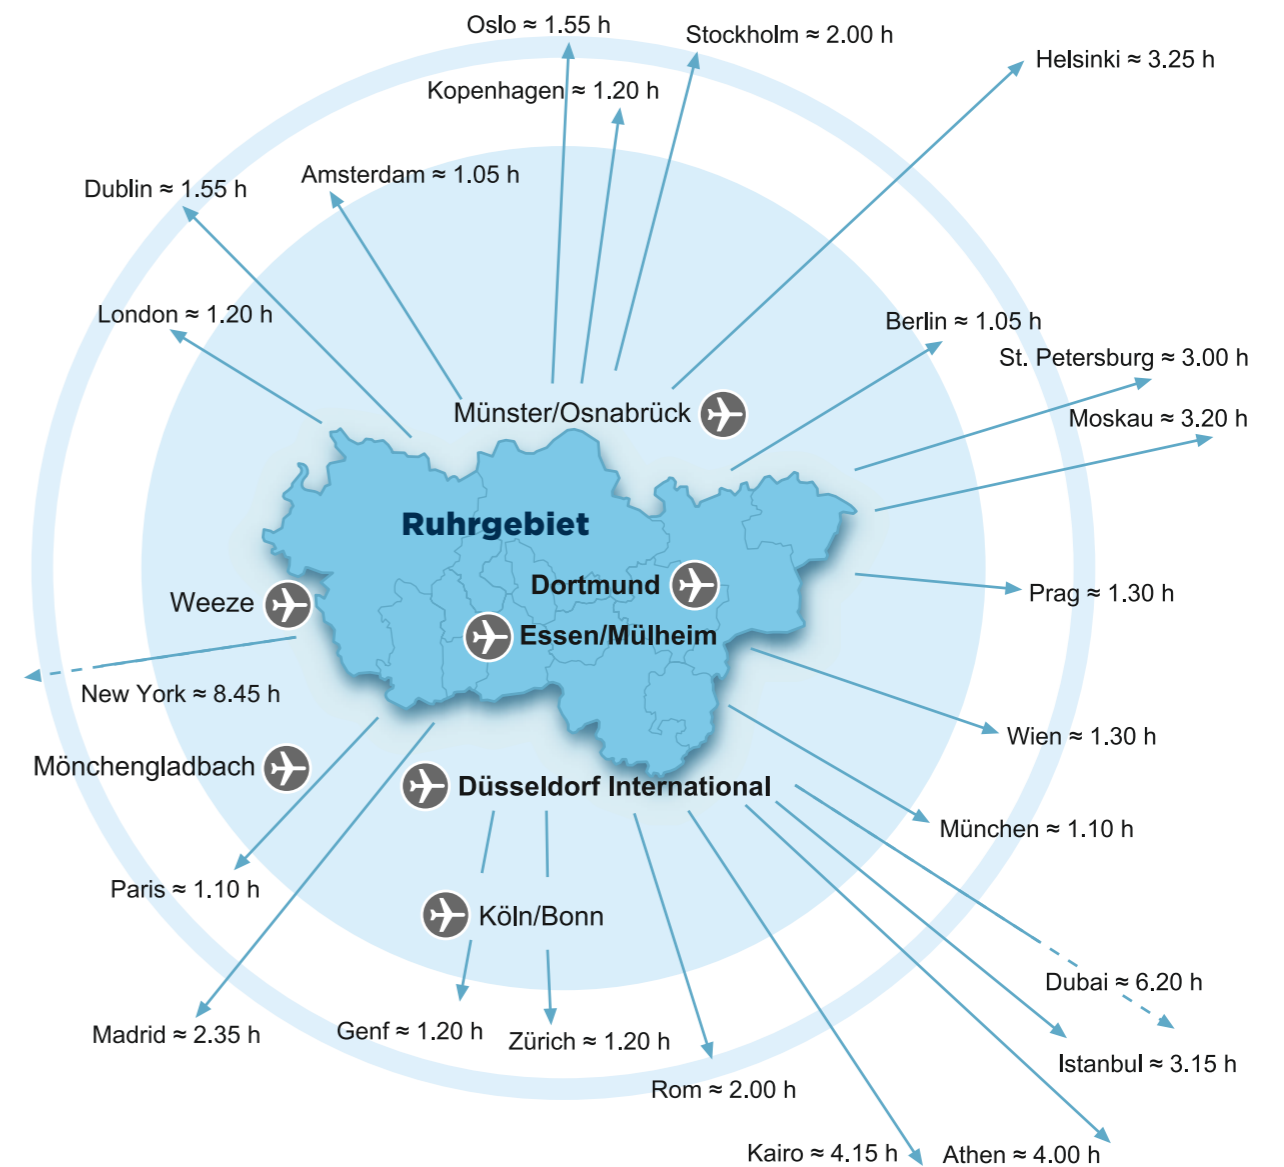 Oslo ≈ 1.55 h
Stockholm ≈ 2.00 h
Helsinki ≈ 3.25 h
Kopenhagen ≈ 1.20 h
Amsterdam ≈ 1.05 h
Dublin ≈ 1.55 h
London ≈ 1.20 h
Berlin ≈ 1.05 h
St. Petersburg ≈ 3.00 h
Moskau ≈ 3.20 h
Münster/Osnabrück
Ruhrgebiet
Dortmund
Weeze
Essen/Mülheim
Prag ≈ 1.30 h
New York ≈ 8.45 h
Wien ≈ 1.30 h
Mönchengladbach
Düsseldorf International
München ≈ 1.10 h
Paris ≈ 1.10 h
Köln/Bonn
Dubai ≈ 6.20 h
Madrid ≈ 2.35 h
Genf ≈ 1.20 h
Zürich ≈ 1.20 h
Istanbul ≈ 3.15 h
Rom ≈ 2.00 h
Kairo ≈ 4.15 h
Athen ≈ 4.00 h